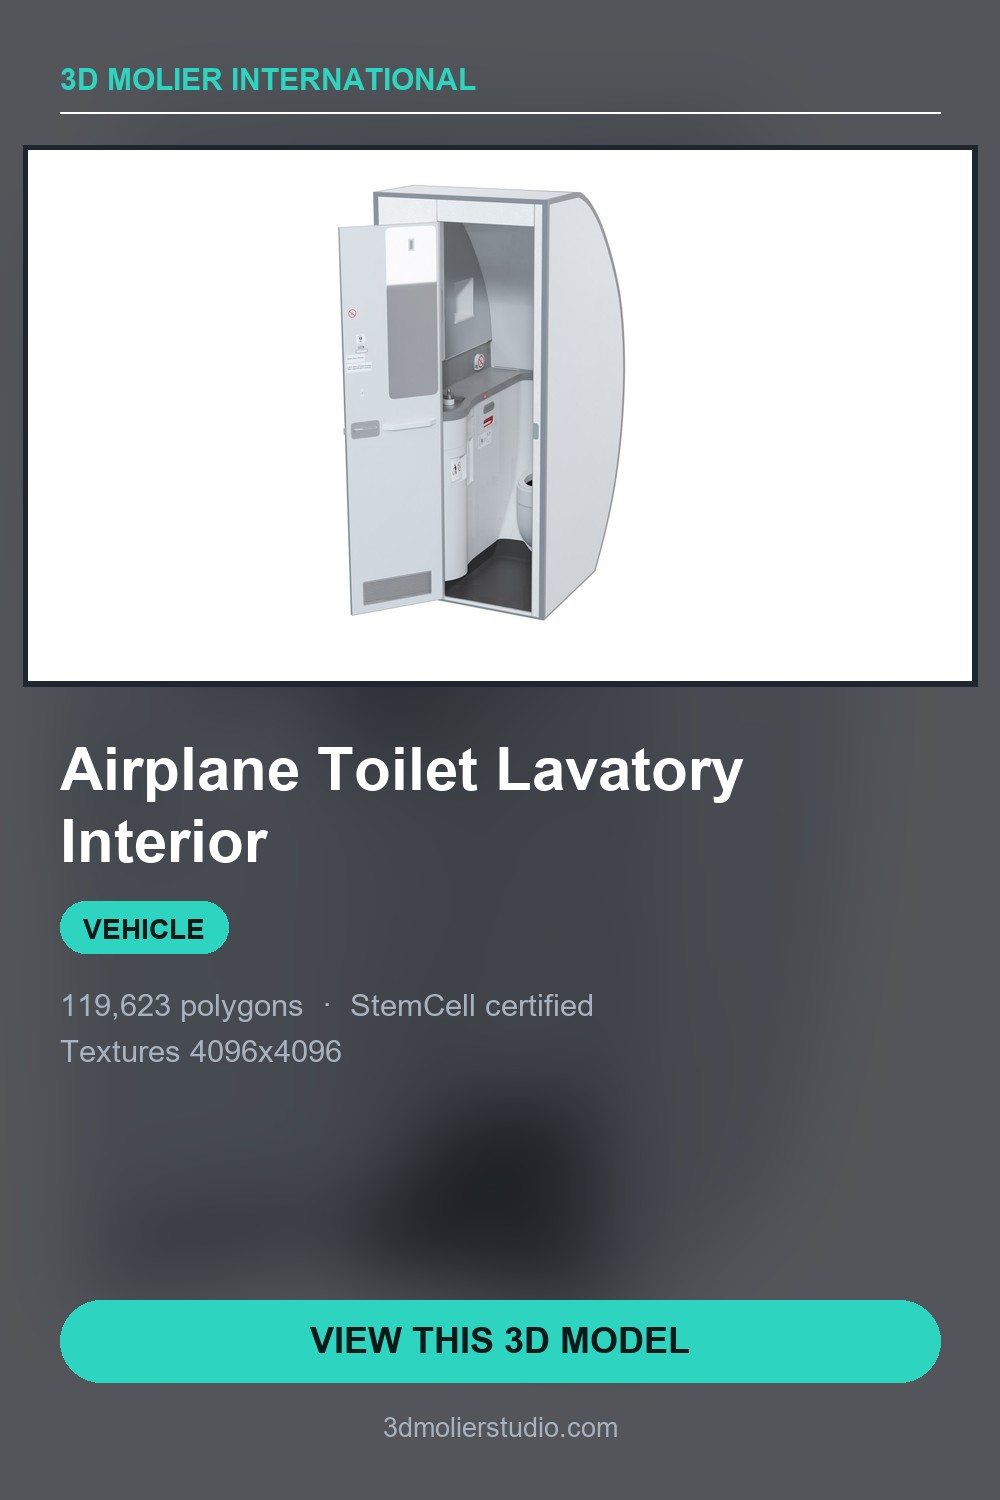 3D MOLIER INTERNATIONAL
Airplane Toilet Lavatory
Interior
VEHICLE
119,623 polygons · StemCell certified
Textures 4096x4096
VIEW THIS 3D MODEL
3dmolierstudio.com